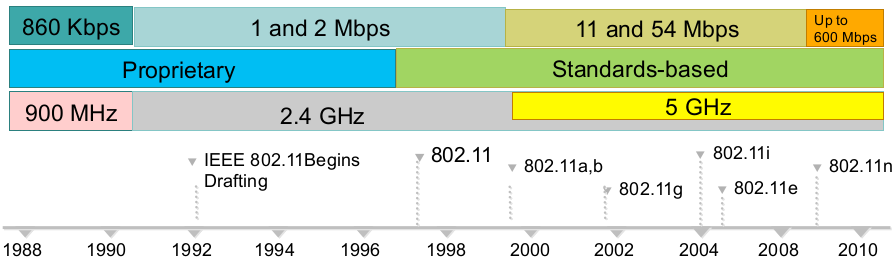 860 Kbps
1 and 2 Mbps
11 and 54 Mbps
Up to
600 Mbps
Proprietary
Standards-based
900 MHz
2.4 GHz
5 GHz
IEEE 802.11Begins
Drafting
802.11
802.11a,b
802.11g
802.11i
802.11e
802.11n
1988
1990
1992
1994
1996
1998
2000
2002
2004
2008
2010